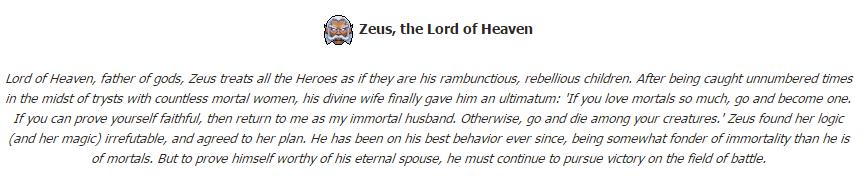 Zeus, the Lord of Heaven
Lord of Heaven, father of gods, Zeus treats all the Heroes as if they are his rambunctious, rebellious children. After being caught unnumbered times
in the midst of trysts with countless mortal women, his divine wife finally gave him an ultimatum: 'If you love mortals so much, go and become one.
If you can prove yourself faithful, then return to me as my immortal husband. Otherwise, go and die among your creatures.' Zeus found her logic
(and her magic) irrefutable, and agreed to her plan. He has been on his best behavior ever since, being somewhat fonder of immortality than he is
of mortals. But to prove himself worthy of his eternal spouse, he must continue to pursue victory on the field of battle.